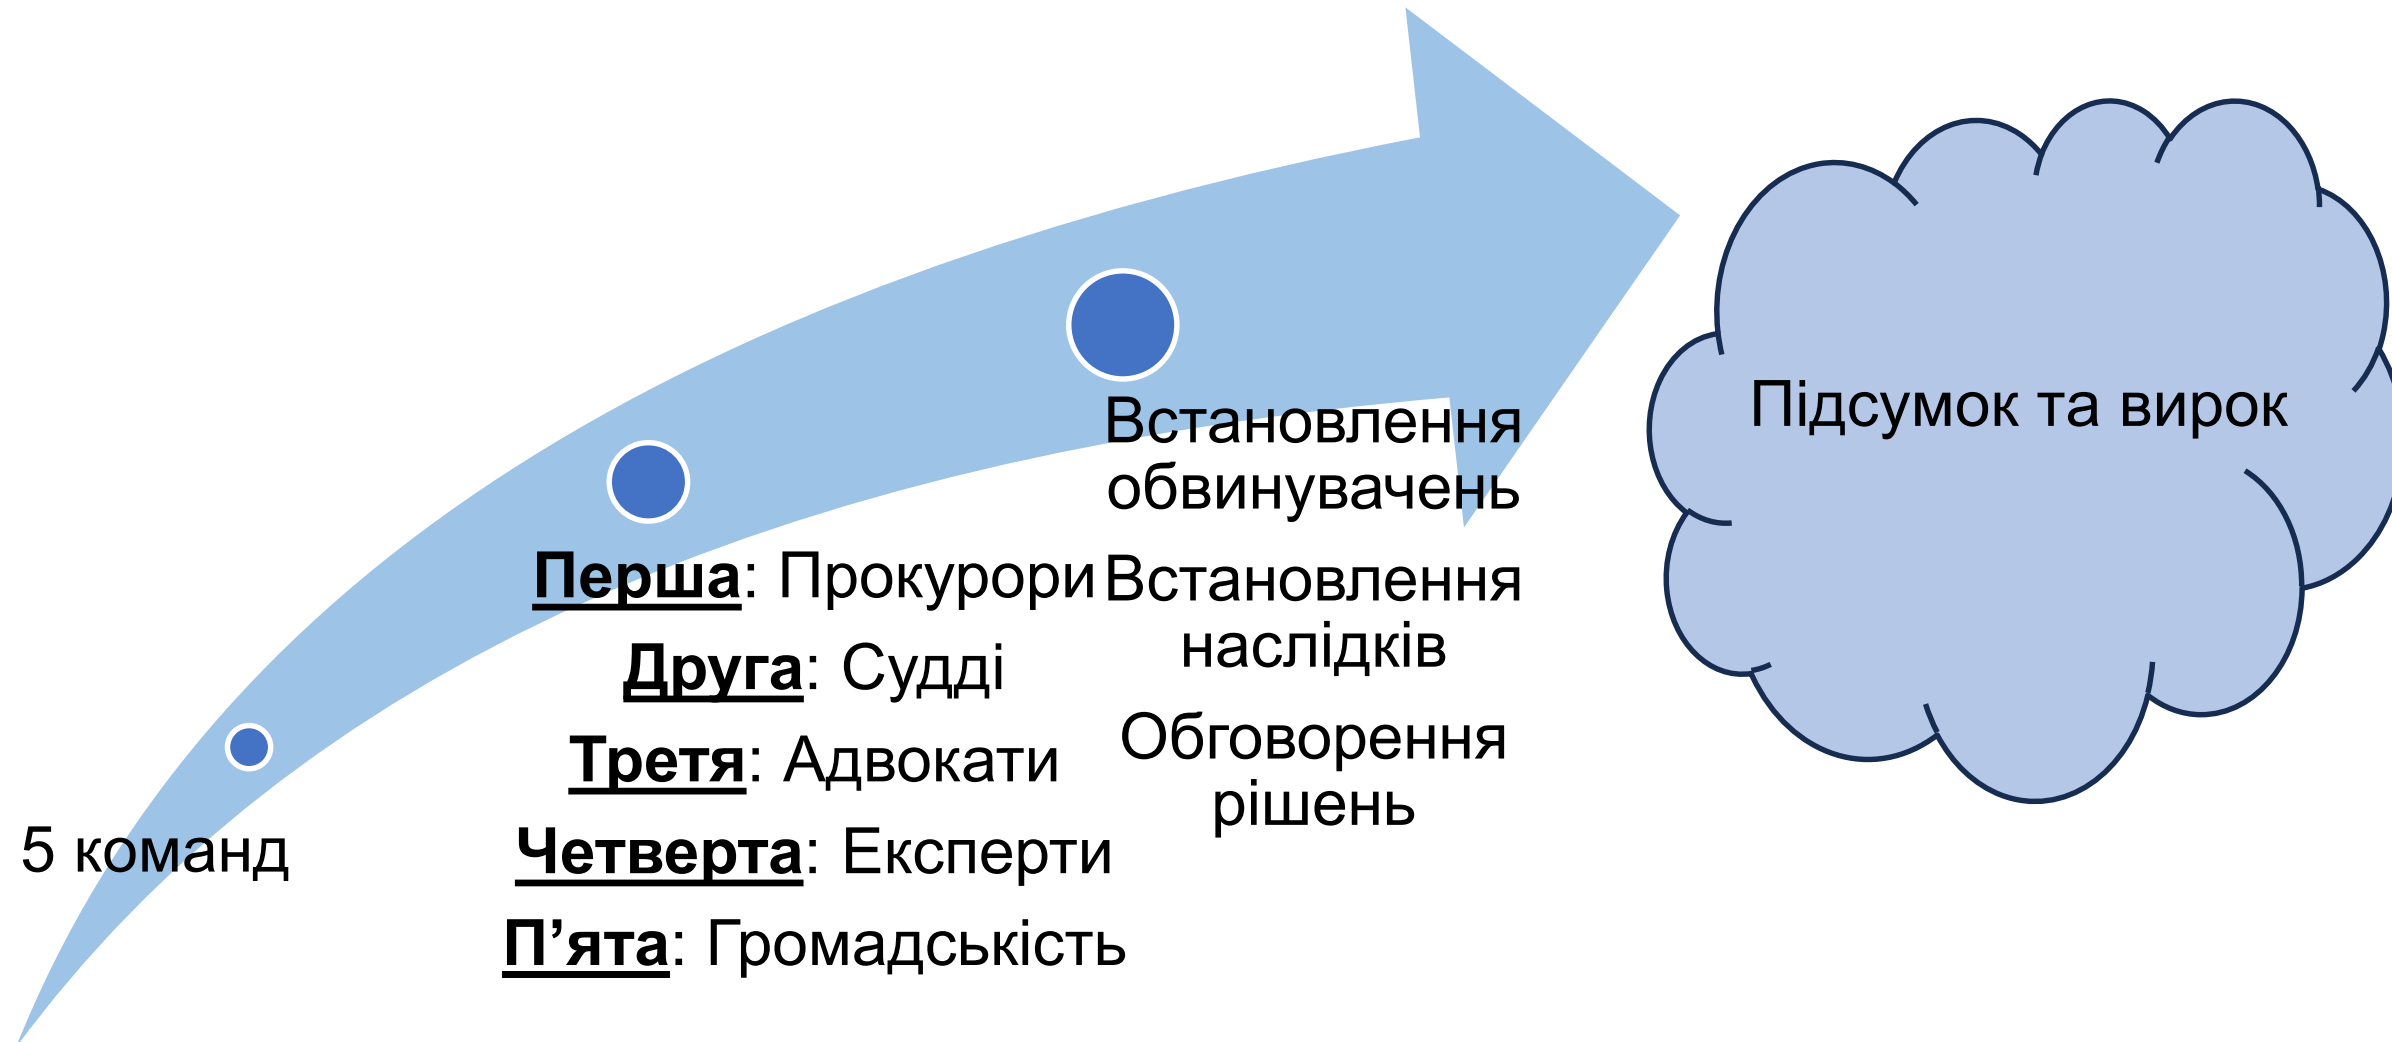 5 команд
Перша: Прокурори
Друга: Судді
Третя: Адвокати
Четверта: Експерти
П’ята: Громадськість
Встановлення
обвинувачень
Встановлення
наслідків
Обговорення
рішень
Підсумок та вирок